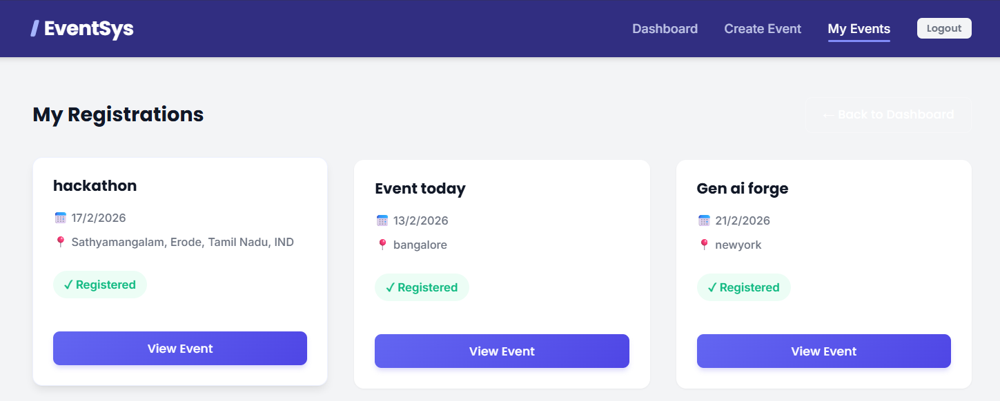 EventSys
Dashboard
Create Event
My Events
Logout
My Registrations
← Back to Dashboard
hackathon
17/2/2026
Sathyamangalam, Erode, Tamil Nadu, IND
✓ Registered
View Event
Event today
13/2/2026
bangalore
✓ Registered
View Event
Gen ai forge
21/2/2026
newyork
✓ Registered
View Event